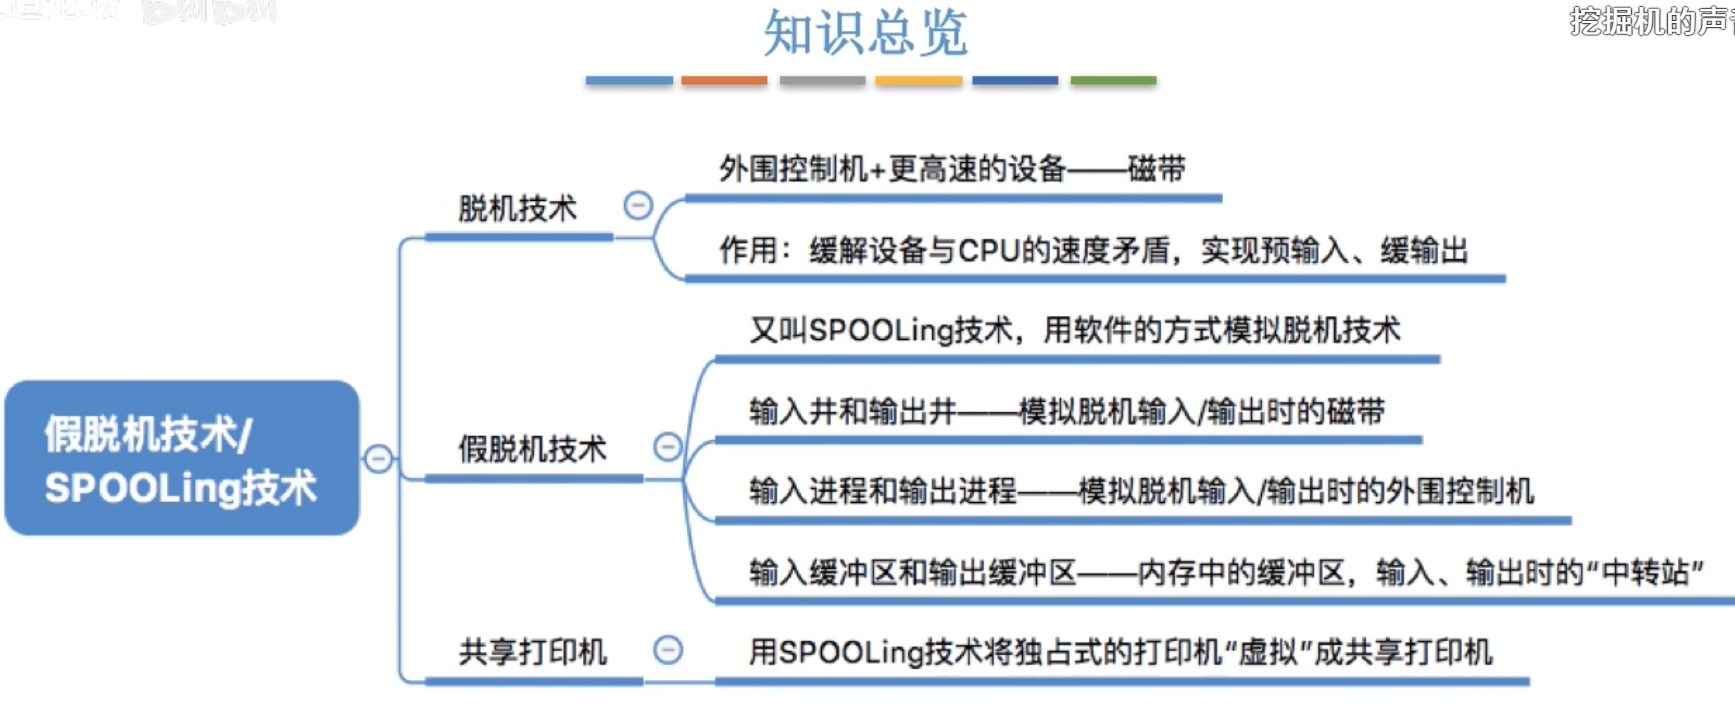 知识总览
挖掘机的声音
外围控制机+更高速的设备——磁带
脱机技术
作用：缓解设备与CPU的速度矛盾，实现预输入、缓输出
又叫SPOOLing技术，用软件的方式模拟脱机技术
输入井和输出井——模拟脱机输入/输出时的磁带
假脱机技术/
SPOOLing技术
假脱机技术
输入进程和输出进程——模拟脱机输入/输出时的外围控制机
输入缓冲区和输出缓冲区——内存中的缓冲区，输入、输出时的“中转站”
共享打印机
用SPOOLing技术将独占式的打印机“虚拟”成共享打印机